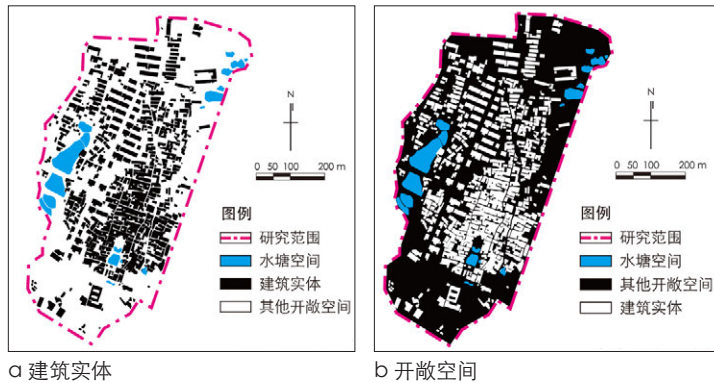 N
0 50 100 200 m
图例
研究范围
水塘空间
建筑实体
其他开敞空间
a 建筑实体
N
0 50 100 200 m
图例
研究范围
水塘空间
其他开敞空间
建筑实体
b 开敞空间